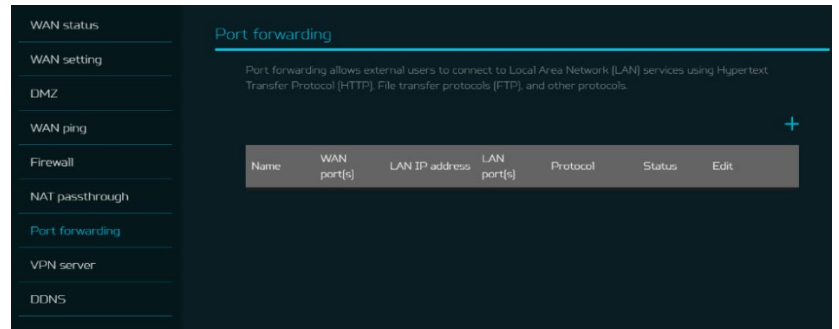 WAN status
WAN setting
DMZ
WAN ping
Firewall
NAT passthrough
Port forwarding
VPN server
DDNS
Port forwarding
Port forwarding allows external users to connect to Local Area Network (LAN) services using Hypertext
Transfer Protocol (HTTP), File transfer protocols (FTP), and other protocols.
+
Name WAN port(s) LAN IP address LAN port(s) Protocol Status Edit